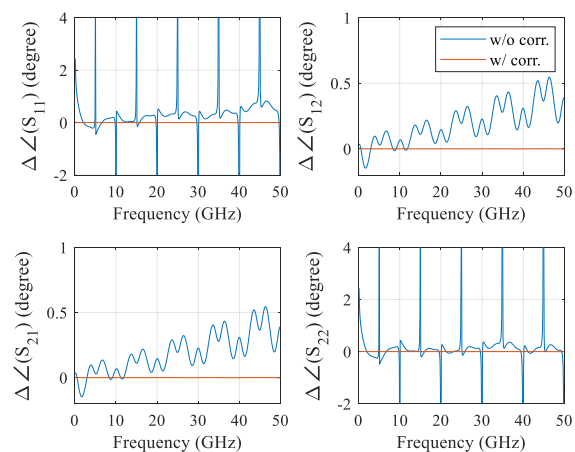 4
2
0
-2
0 10 20 30 40 50
Frequency (GHz)
Δ∠(S11) (degree)
1
0.5
0
0 10 20 30 40 50
Frequency (GHz)
Δ∠(S12) (degree)
w/o corr.
w/ corr.
1
0.5
0
0 10 20 30 40 50
Frequency (GHz)
Δ∠(S21) (degree)
4
2
0
-2
0 10 20 30 40 50
Frequency (GHz)
Δ∠(S22) (degree)